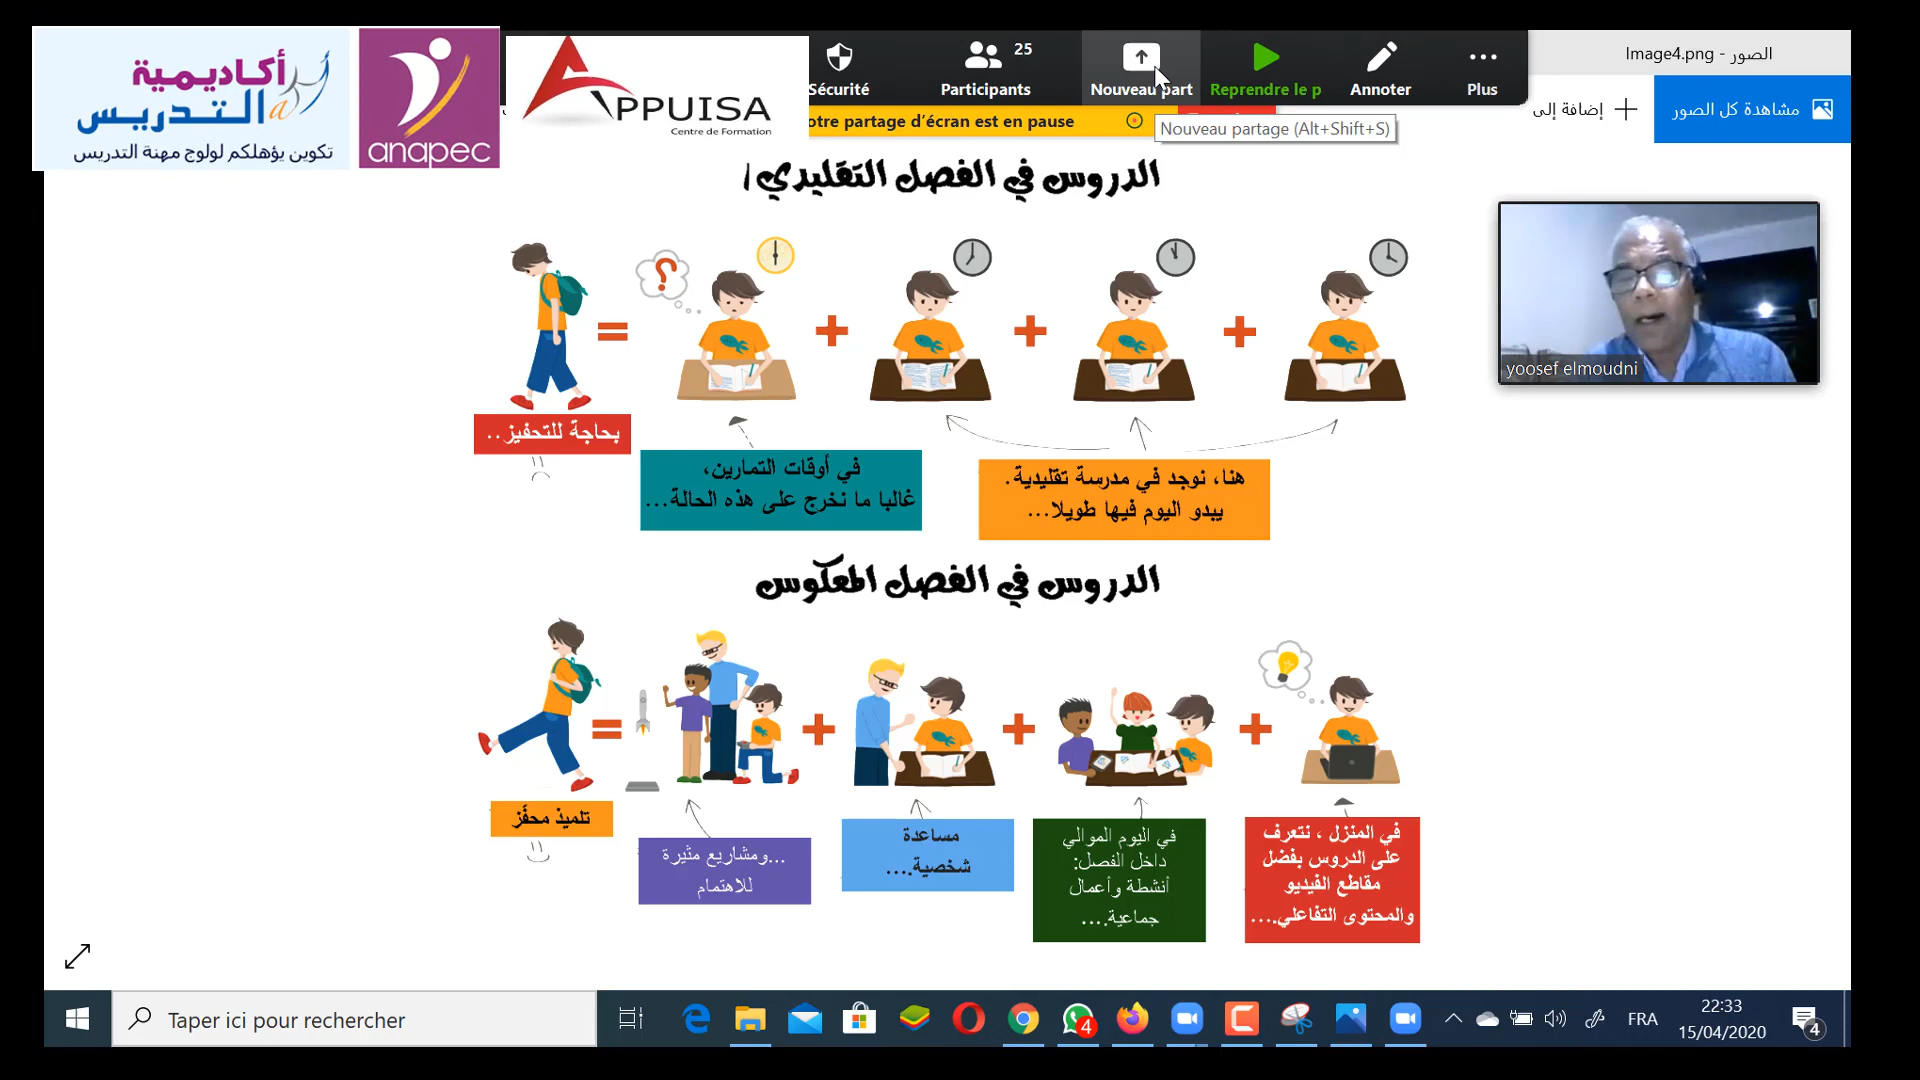 أكاديمية
التدريس
تكوين يؤهلكم لولوج مهنة التدريس
anapec
APPUISA
Centre de Formation
Sécurité
Participants
25
Nouveau part
Reprendre le p
Annoter
Plus
الصور - Image4.png
otre partage d'écran est en pause
Nouveau partage (Alt+Shift+S)
إضافة إلى
مشاهدة كل الصور
الدروس في الفصل التقليدي
yoosef elmoudni
بحاجة للتحفيز..
في أوقات التمارين،
غالبا ما نخرج على هذه الحالة...
هنا، نوجد في مدرسة تقليدية.
يبدو اليوم فيها طويلا...
الدروس في الفصل المعكوس
تلميذ محفَّز
...ومشاريع مثيرة
للاهتمام
مساعدة
شخصية....
في اليوم الموالي
داخل الفصل:
أنشطة وأعمال
جماعية....
في المنزل ، نتعرف
على الدروس بفضل
مقاطع الفيديو
والمحتوى التفاعلي....
Taper ici pour rechercher
4
FRA
22:33
15/04/2020
4